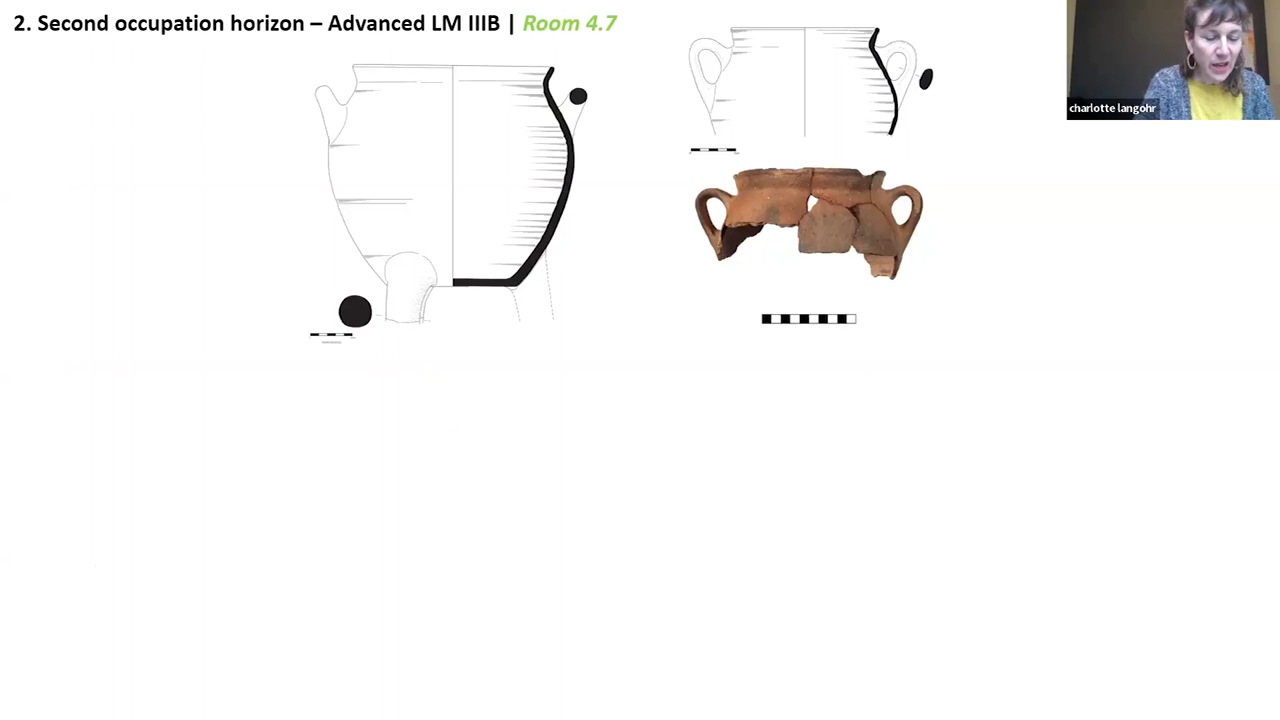 2. Second occupation horizon – Advanced LM IIIB | Room 4.7
charlotte langohr